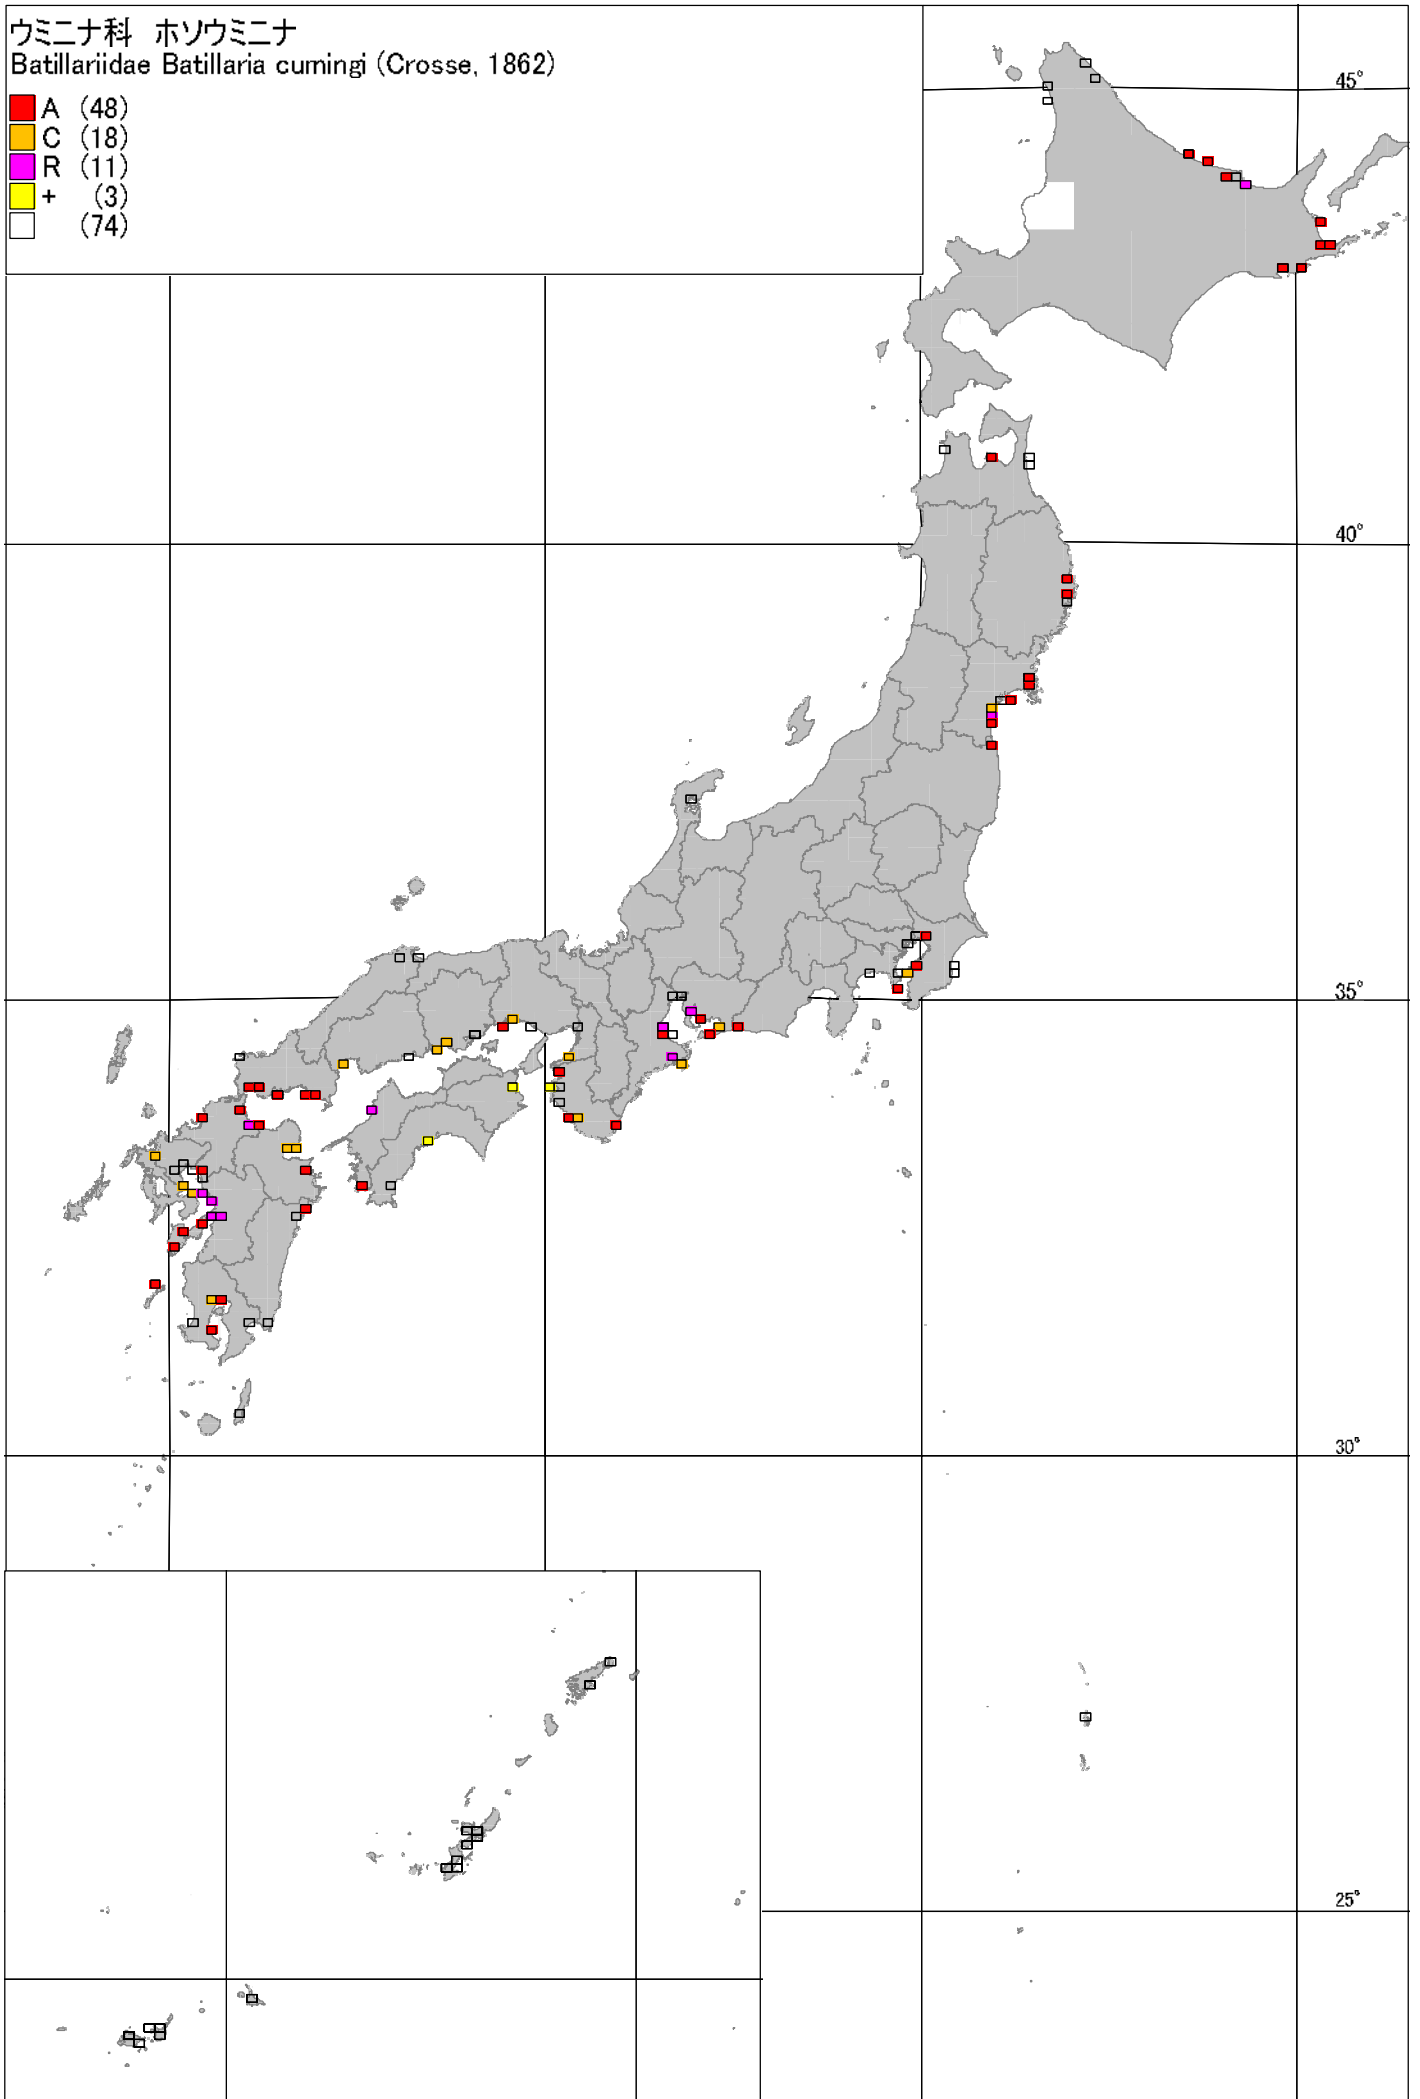 ウミニナ科 ホソウミニナ
Batillariidae Batillaria cumingi (Crosse, 1862)
A (48)
C (18)
R (11)
+ (3)
(74)
45°
40°
35°
30°
25°